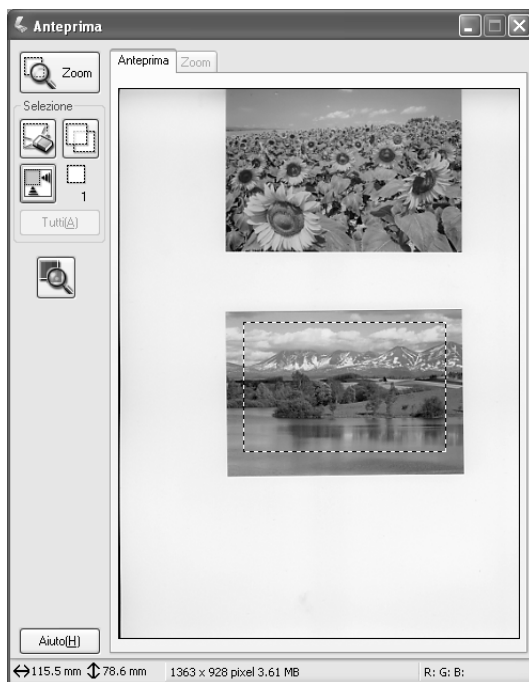 Anteprima
Zoom
Anteprima Zoom
Selezione
1
Tutti(A)
Aiuto(H)
115.5 mm 78.6 mm 1363 x 928 pixel 3.61 MB R: G: B: